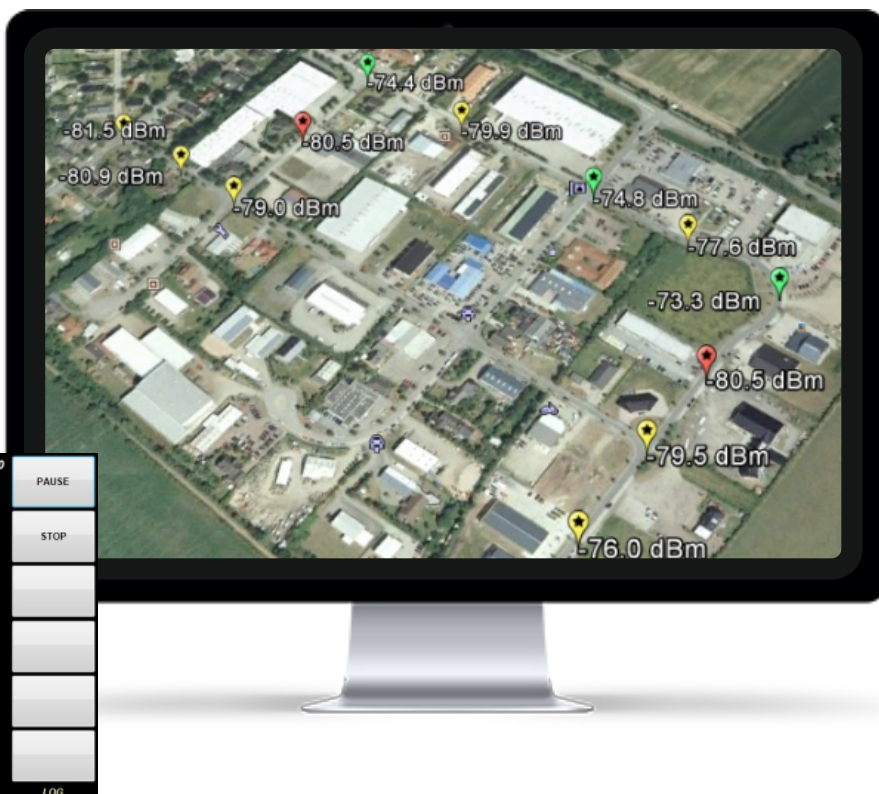 -74.4 dBm
-81.5 dBm
-80.5 dBm
-79.9 dBm
-80.9 dBm
-79.0 dBm
-74.8 dBm
-77.6 dBm
-73.3 dBm
-80.5 dBm
-79.5 dBm
-76.0 dBm
PAUSE
STOP
LOG